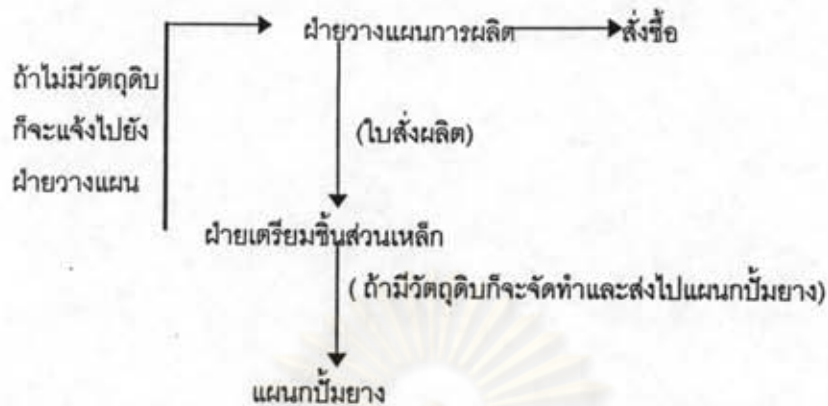 ฝ่ายวางแผนการผลิต สั่งซื้อ
ถ้าไม่มีวัตถุดิบ
ก็จะแจ้งไปยัง
ฝ่ายวางแผน
(ใบสั่งผลิต)
ฝ่ายเตรียมชิ้นส่วนเหล็ก
( ถ้ามีวัตถุดิบก็จะจัดทำและส่งไปแผนกปั้มยาง)
แผนกปั้มยาง